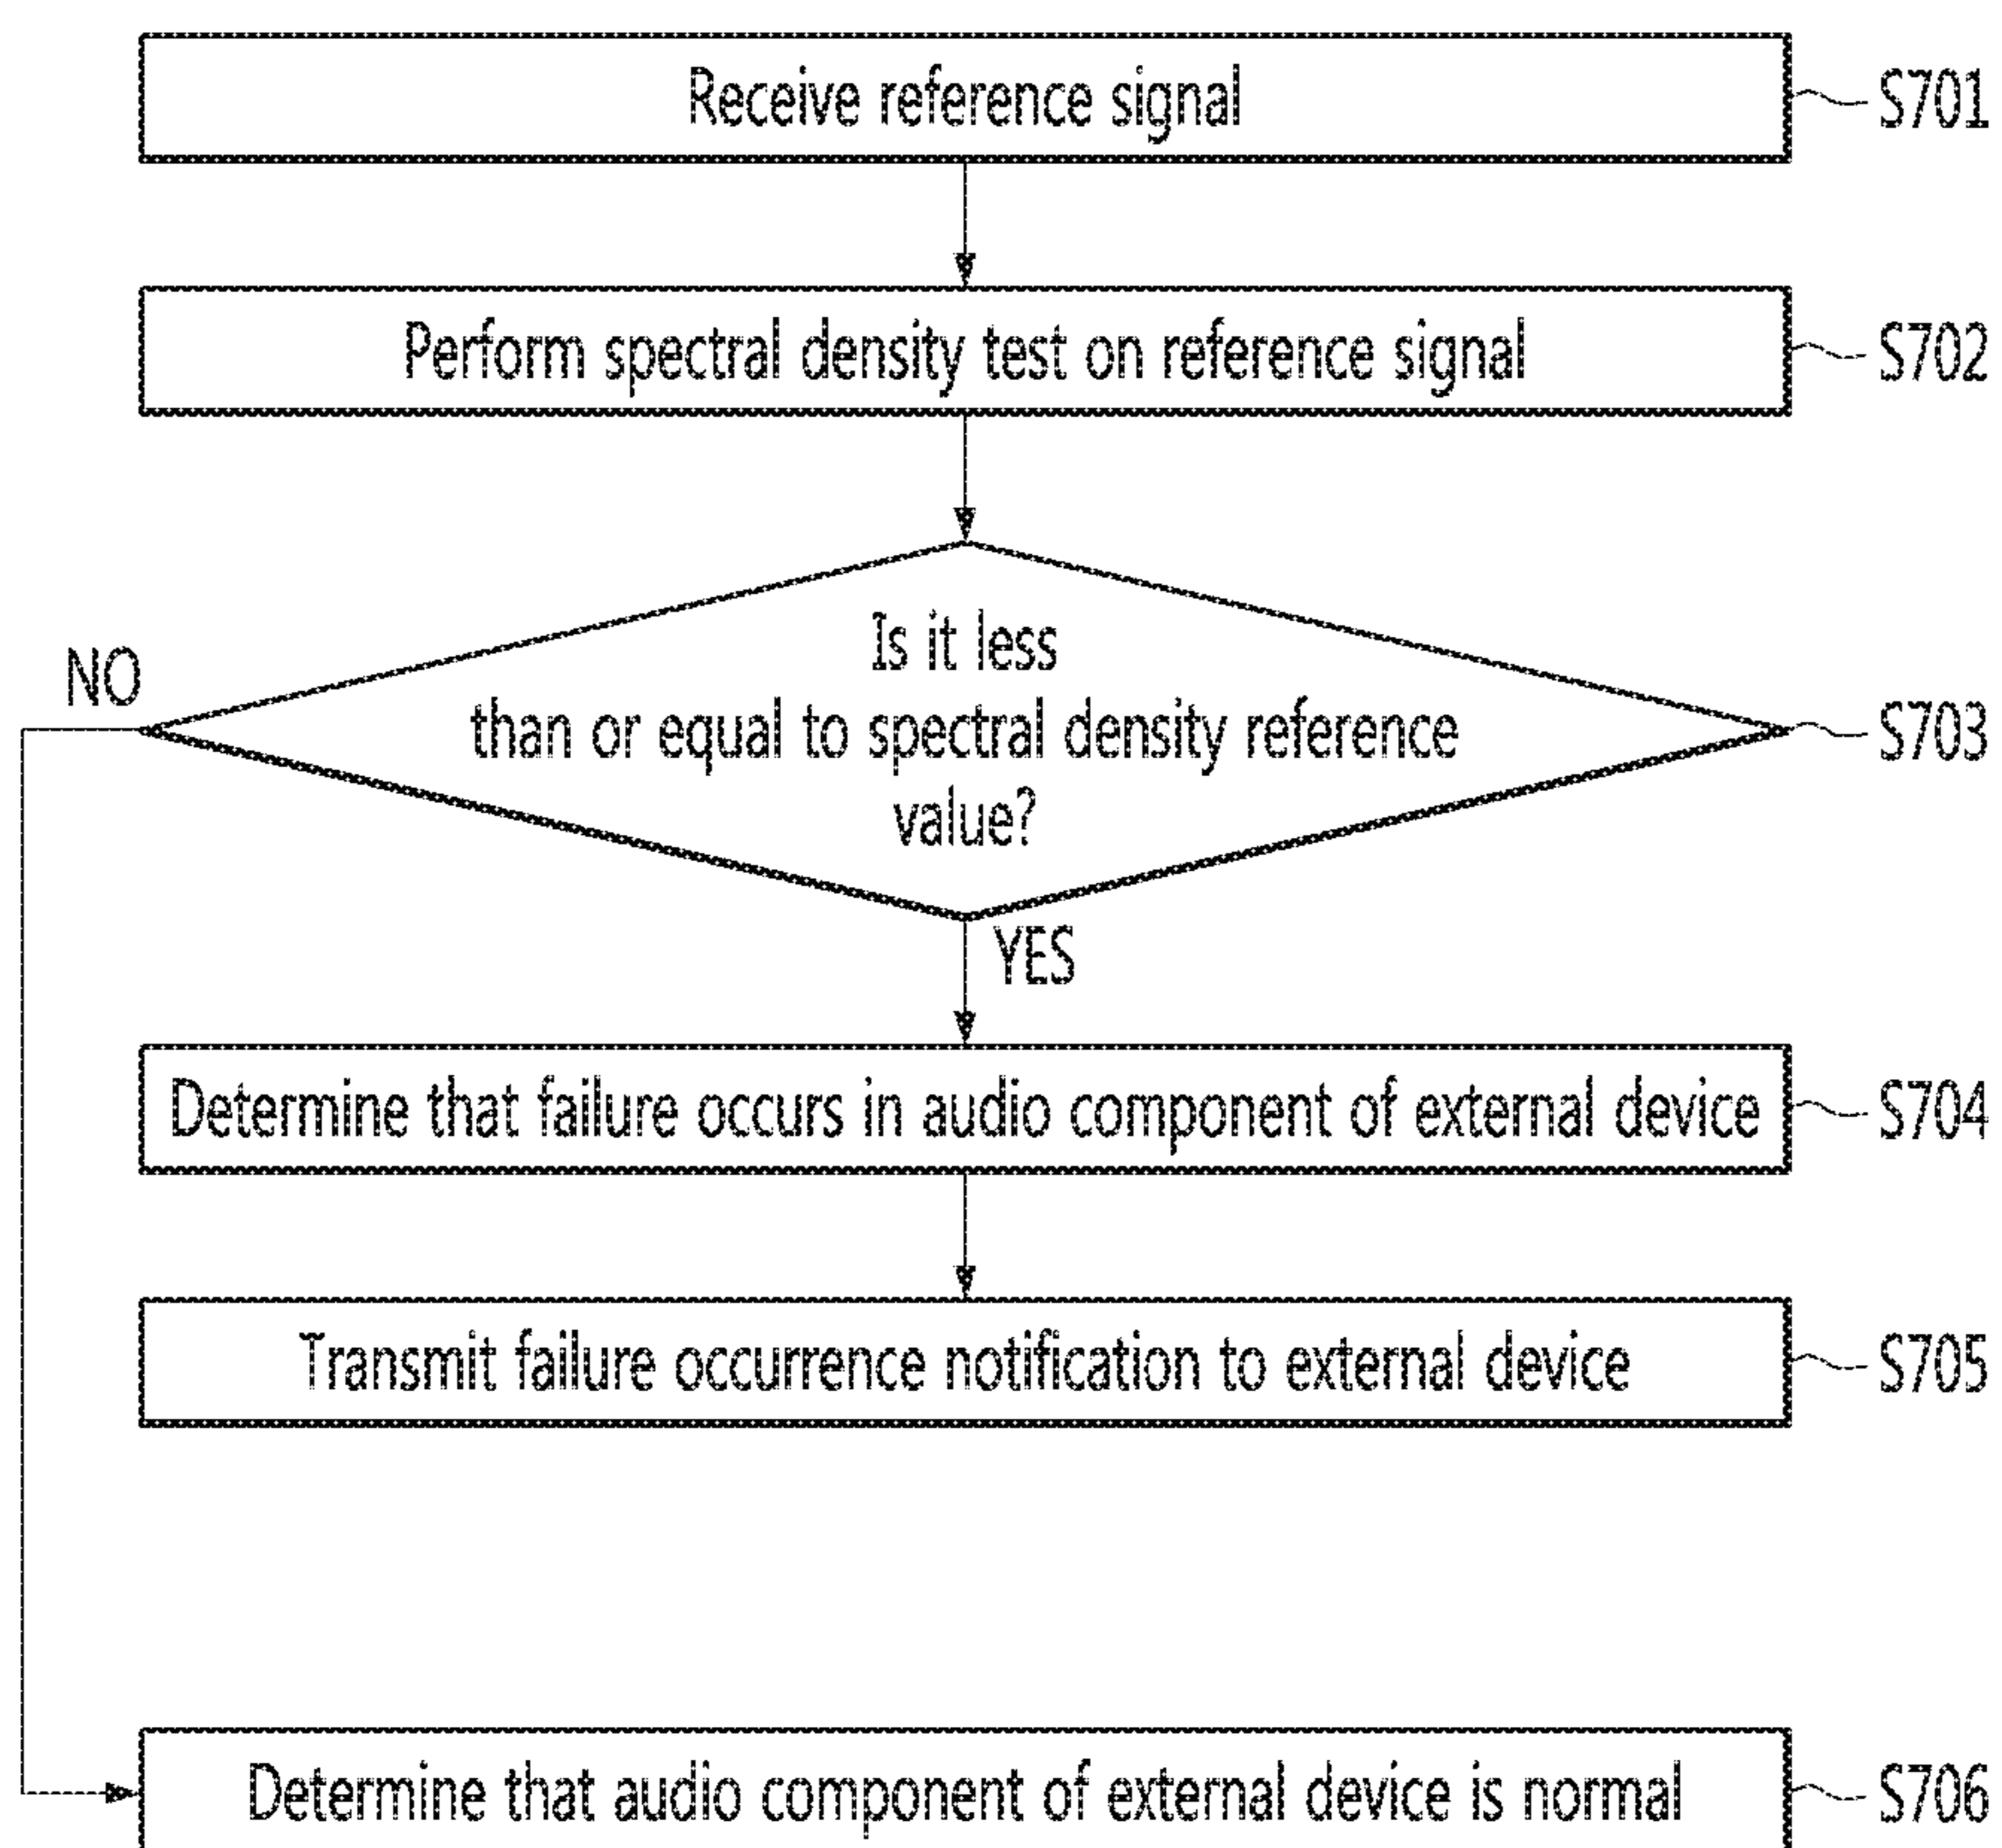 Receive reference signal
S701
Perform spectral density test on reference signal
S702
Is it less
than or equal to spectral density reference
value?
S703
NO
YES
Determine that failure occurs in audio component of external device
S704
Transmit failure occurrence notification to external device
S705
Determine that audio component of external device is normal
S706